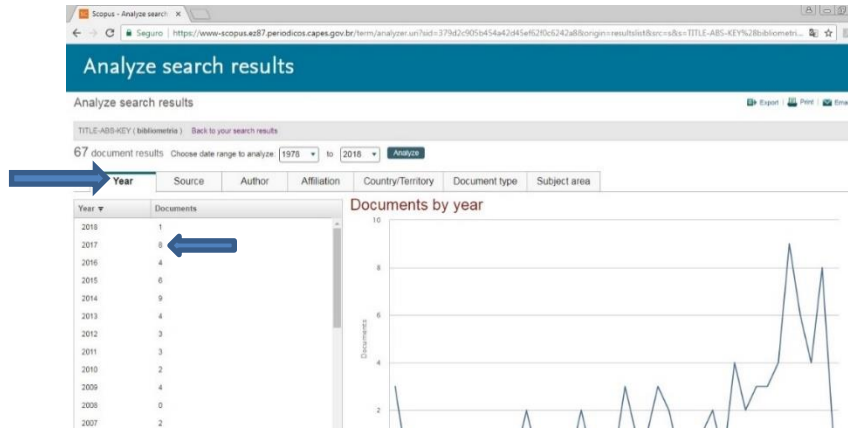 Scopus - Analyze search
Seguro | https://www-scopus.ez87.periodicos.capes.gov.br/term/analyzer.uri?sid=379d2c905b454a42d45ef62f0c6242a8&origin=resultslist&src=s&s=TITLE-ABS-KEY%28bibliometri...
Analyze search results
Analyze search results
Export | Print | Emai
TITLE-ABS-KEY ( bibliometria ) Back to your search results
67 document results Choose date range to analyze: 1978 to 2018 Analyze
Year Source Author Affiliation Country/Territory Document type Subject area
Year Documents
Documents by year
2018 1
2017 8
2016 4
2015 6
2014 9
2013 4
2012 3
2011 3
2010 2
2009 4
2008 0
2007 2
10
8
6
4
2
Documents